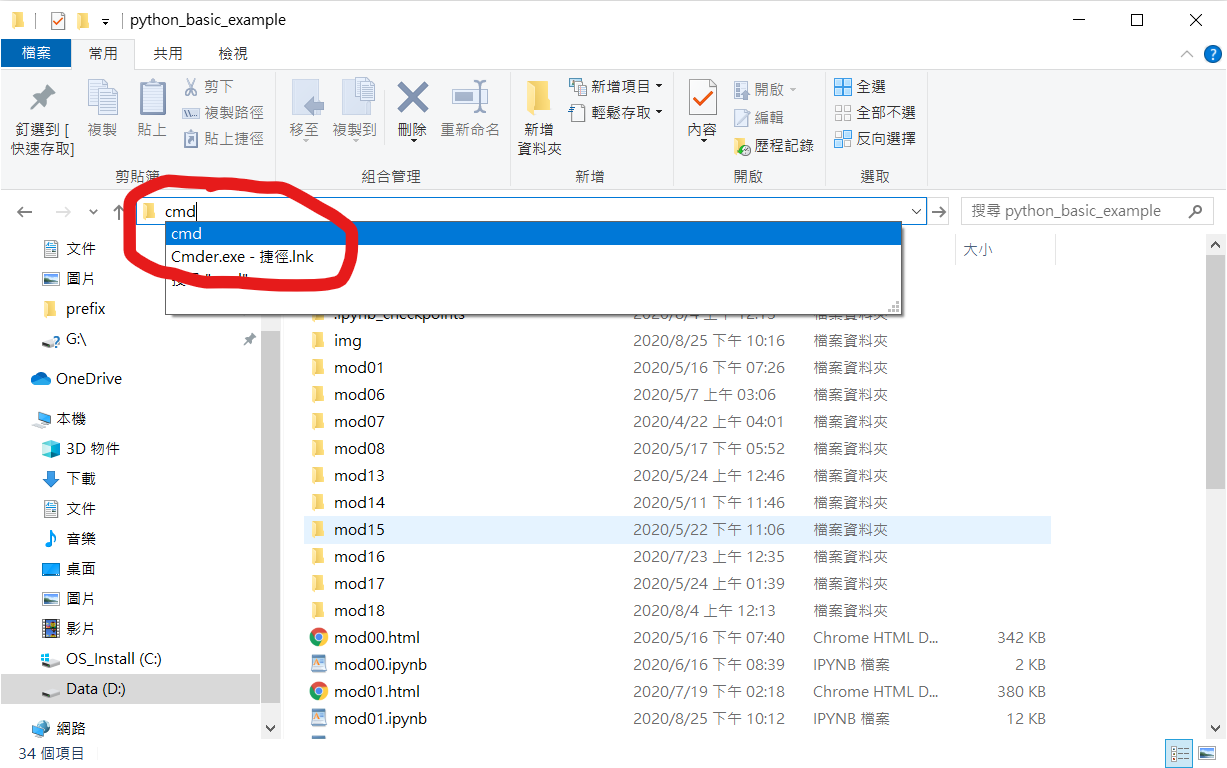 python_basic_example
檔案 常用 共用 檢視
釘選到 [
快速存取]
複製
貼上
剪下
複製路徑
貼上捷徑
剪貼簿
移至
複製到
刪除
重新命名
組合管理
新增
資料夾
新增項目
輕鬆存取
新增
內容
開啟
編輯
歷程記錄
開啟
全選
全部不選
反向選擇
選取
cmd
搜尋 python_basic_example
cmd
Cmder.exe - 捷徑.lnk
大小
文件
圖片
prefix
G:\
OneDrive
本機
3D 物件
下載
文件
音樂
桌面
圖片
影片
OS_Install (C:)
Data (D:)
網路
.ipynb_checkpoints 2020/8/4 上午 12:13 檔案資料夾
img 2020/8/25 下午 10:16 檔案資料夾
mod01 2020/5/16 下午 07:26 檔案資料夾
mod06 2020/5/7 上午 03:06 檔案資料夾
mod07 2020/4/22 上午 04:01 檔案資料夾
mod08 2020/5/17 下午 05:52 檔案資料夾
mod13 2020/5/24 上午 12:46 檔案資料夾
mod14 2020/5/11 上午 11:46 檔案資料夾
mod15 2020/5/22 下午 11:06 檔案資料夾
mod16 2020/7/23 上午 12:35 檔案資料夾
mod17 2020/5/24 上午 01:39 檔案資料夾
mod18 2020/8/4 上午 12:13 檔案資料夾
mod00.html 2020/5/16 下午 07:40 Chrome HTML D... 342 KB
mod00.ipynb 2020/6/16 下午 08:39 IPYNB 檔案 2 KB
mod01.html 2020/7/19 下午 02:18 Chrome HTML D... 380 KB
mod01.ipynb 2020/8/25 下午 10:12 IPYNB 檔案 12 KB
34 個項目